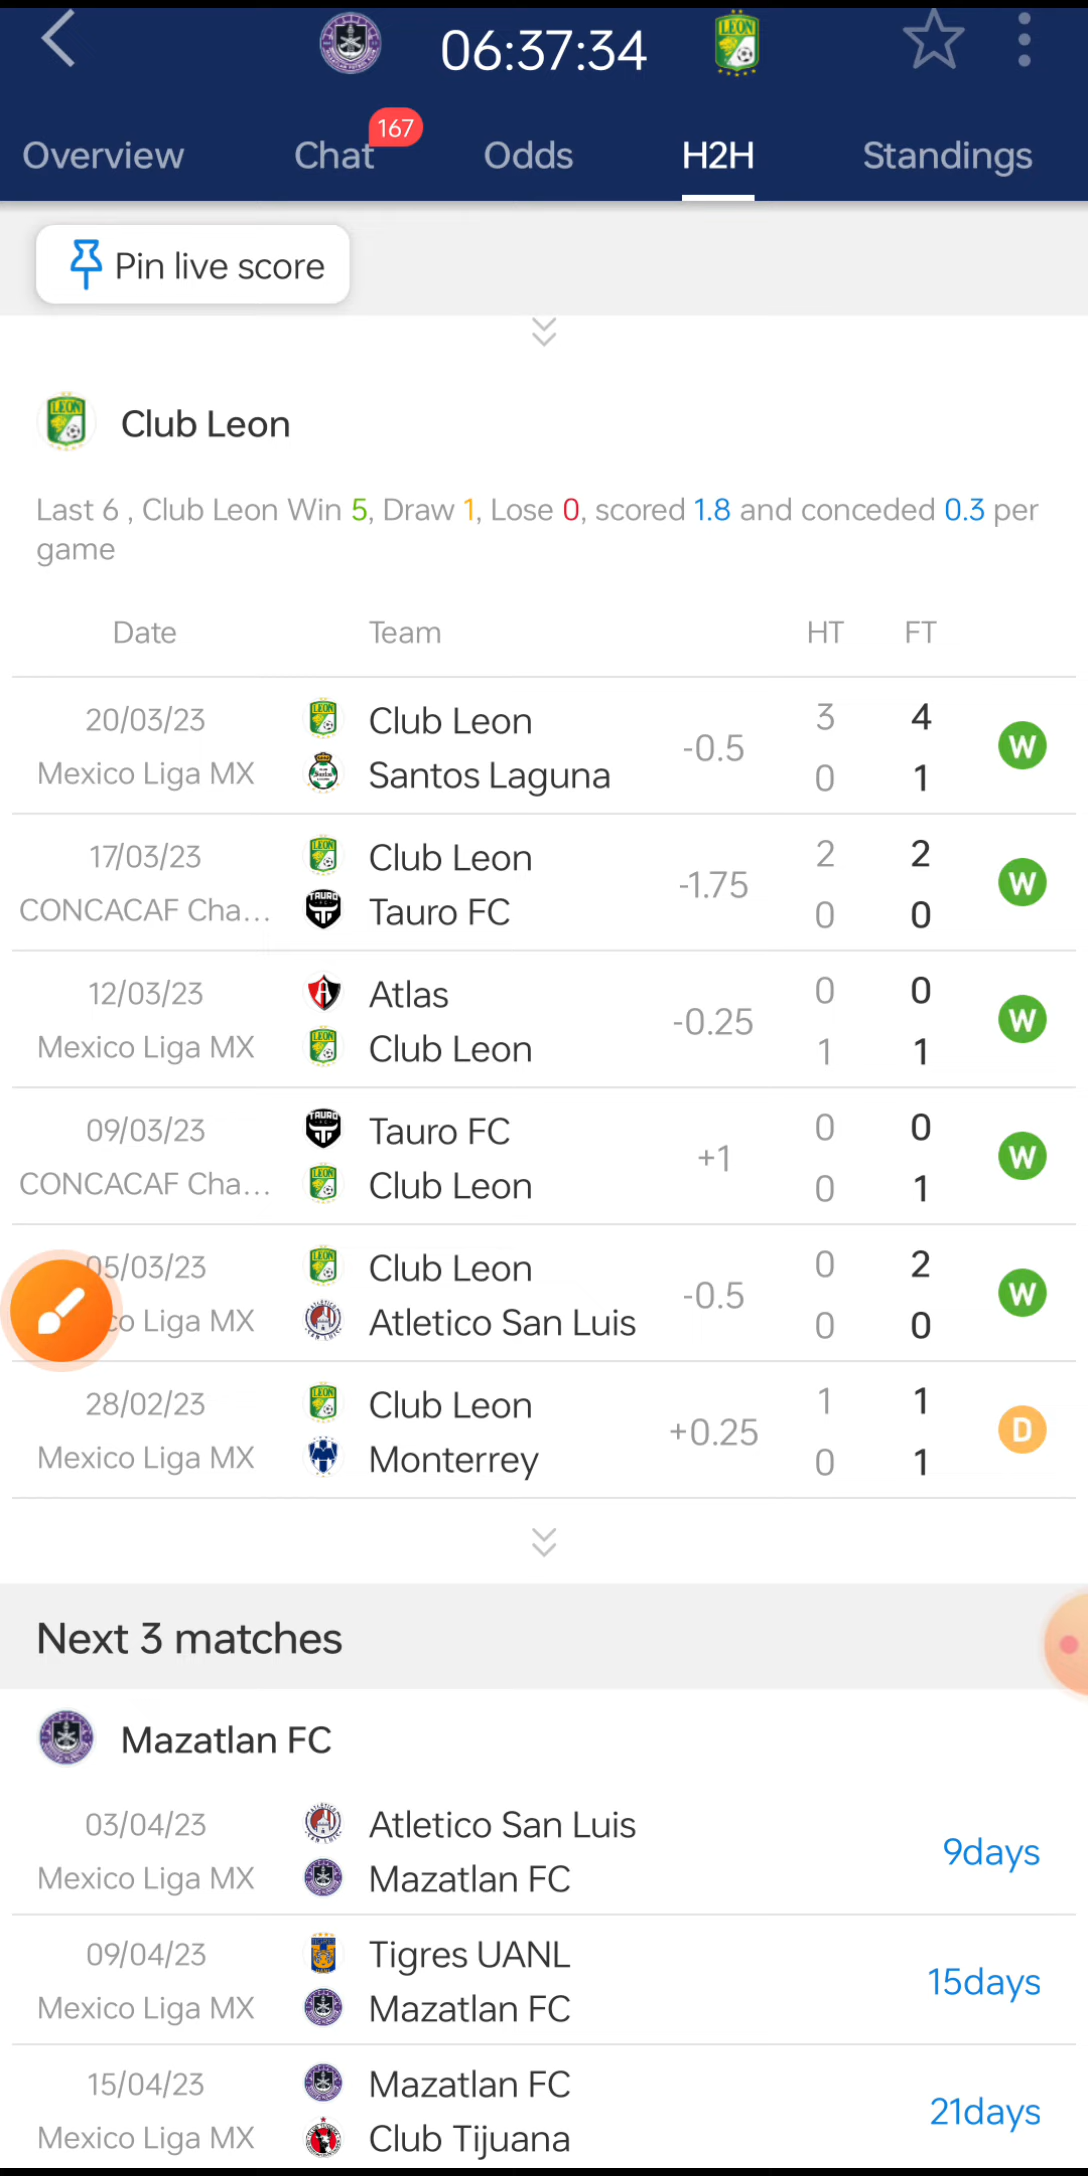 06:37:34
Overview Chat 167 Odds H2H Standings
Pin live score
Club Leon
Last 6 , Club Leon Win 5, Draw 1, Lose 0, scored 1.8 and conceded 0.3 per
game
Date Team HT FT
20/03/23 Club Leon 3 4
Mexico Liga MX Santos Laguna -0.5 0 1 W
17/03/23 Club Leon 2 2
CONCACAF Cha... Tauro FC -1.75 0 0 W
12/03/23 Atlas 0 0
Mexico Liga MX Club Leon -0.25 1 1 W
09/03/23 Tauro FC 0 0
CONCACAF Cha... Club Leon +1 0 1 W
05/03/23 Club Leon 0 2
co Liga MX Atletico San Luis -0.5 0 0 W
28/02/23 Club Leon 1 1
Mexico Liga MX Monterrey +0.25 0 1 D
Next 3 matches
Mazatlan FC
03/04/23 Atletico San Luis
Mexico Liga MX Mazatlan FC 9days
09/04/23 Tigres UANL
Mexico Liga MX Mazatlan FC 15days
15/04/23 Mazatlan FC
Mexico Liga MX Club Tijuana 21days